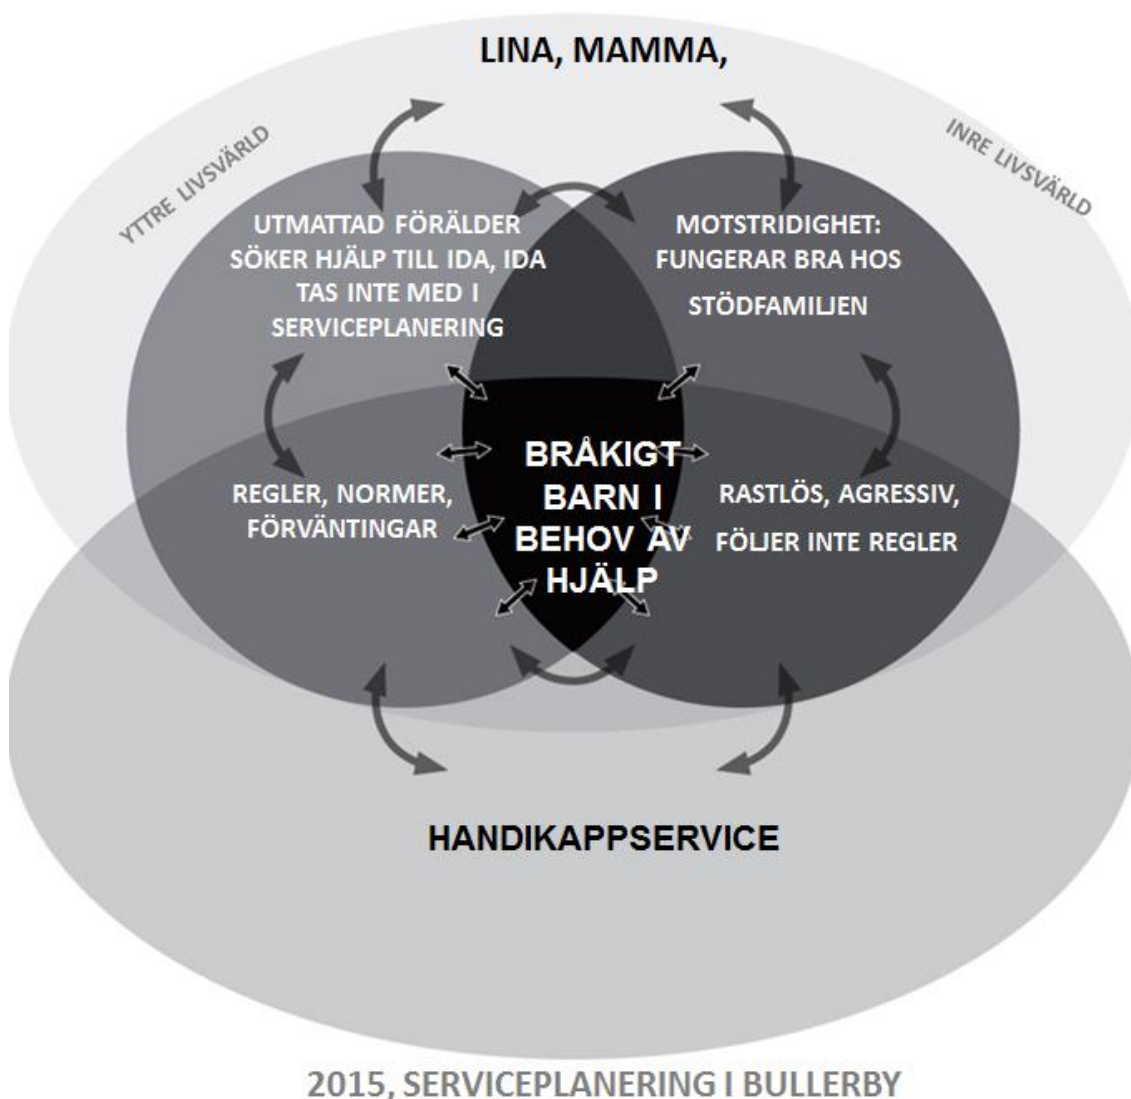 LINA, MAMMA,
YTTRE LIVSVÄRLD
INRE LIVSVÄRLD
UTMATTAD FÖRÄLDER
SÖKER HJÄLP TILL IDA, IDA
TAS INTE MED I
SERVICEPLANERING
MOTSTRIDIGHET:
FUNGERAR BRA HOS
STÖDFAMILJEN
BRÅKIGT
BARN I
BEHOV AV
HJÄLP
REGLER, NORMER,
FÖRVÄNTINGAR
RASTLÖS, AGRESSIV,
FÖLJER INTE REGLER
HANDIKAPPSERVICE
2015, SERVICEPLANERING I BULLERBY